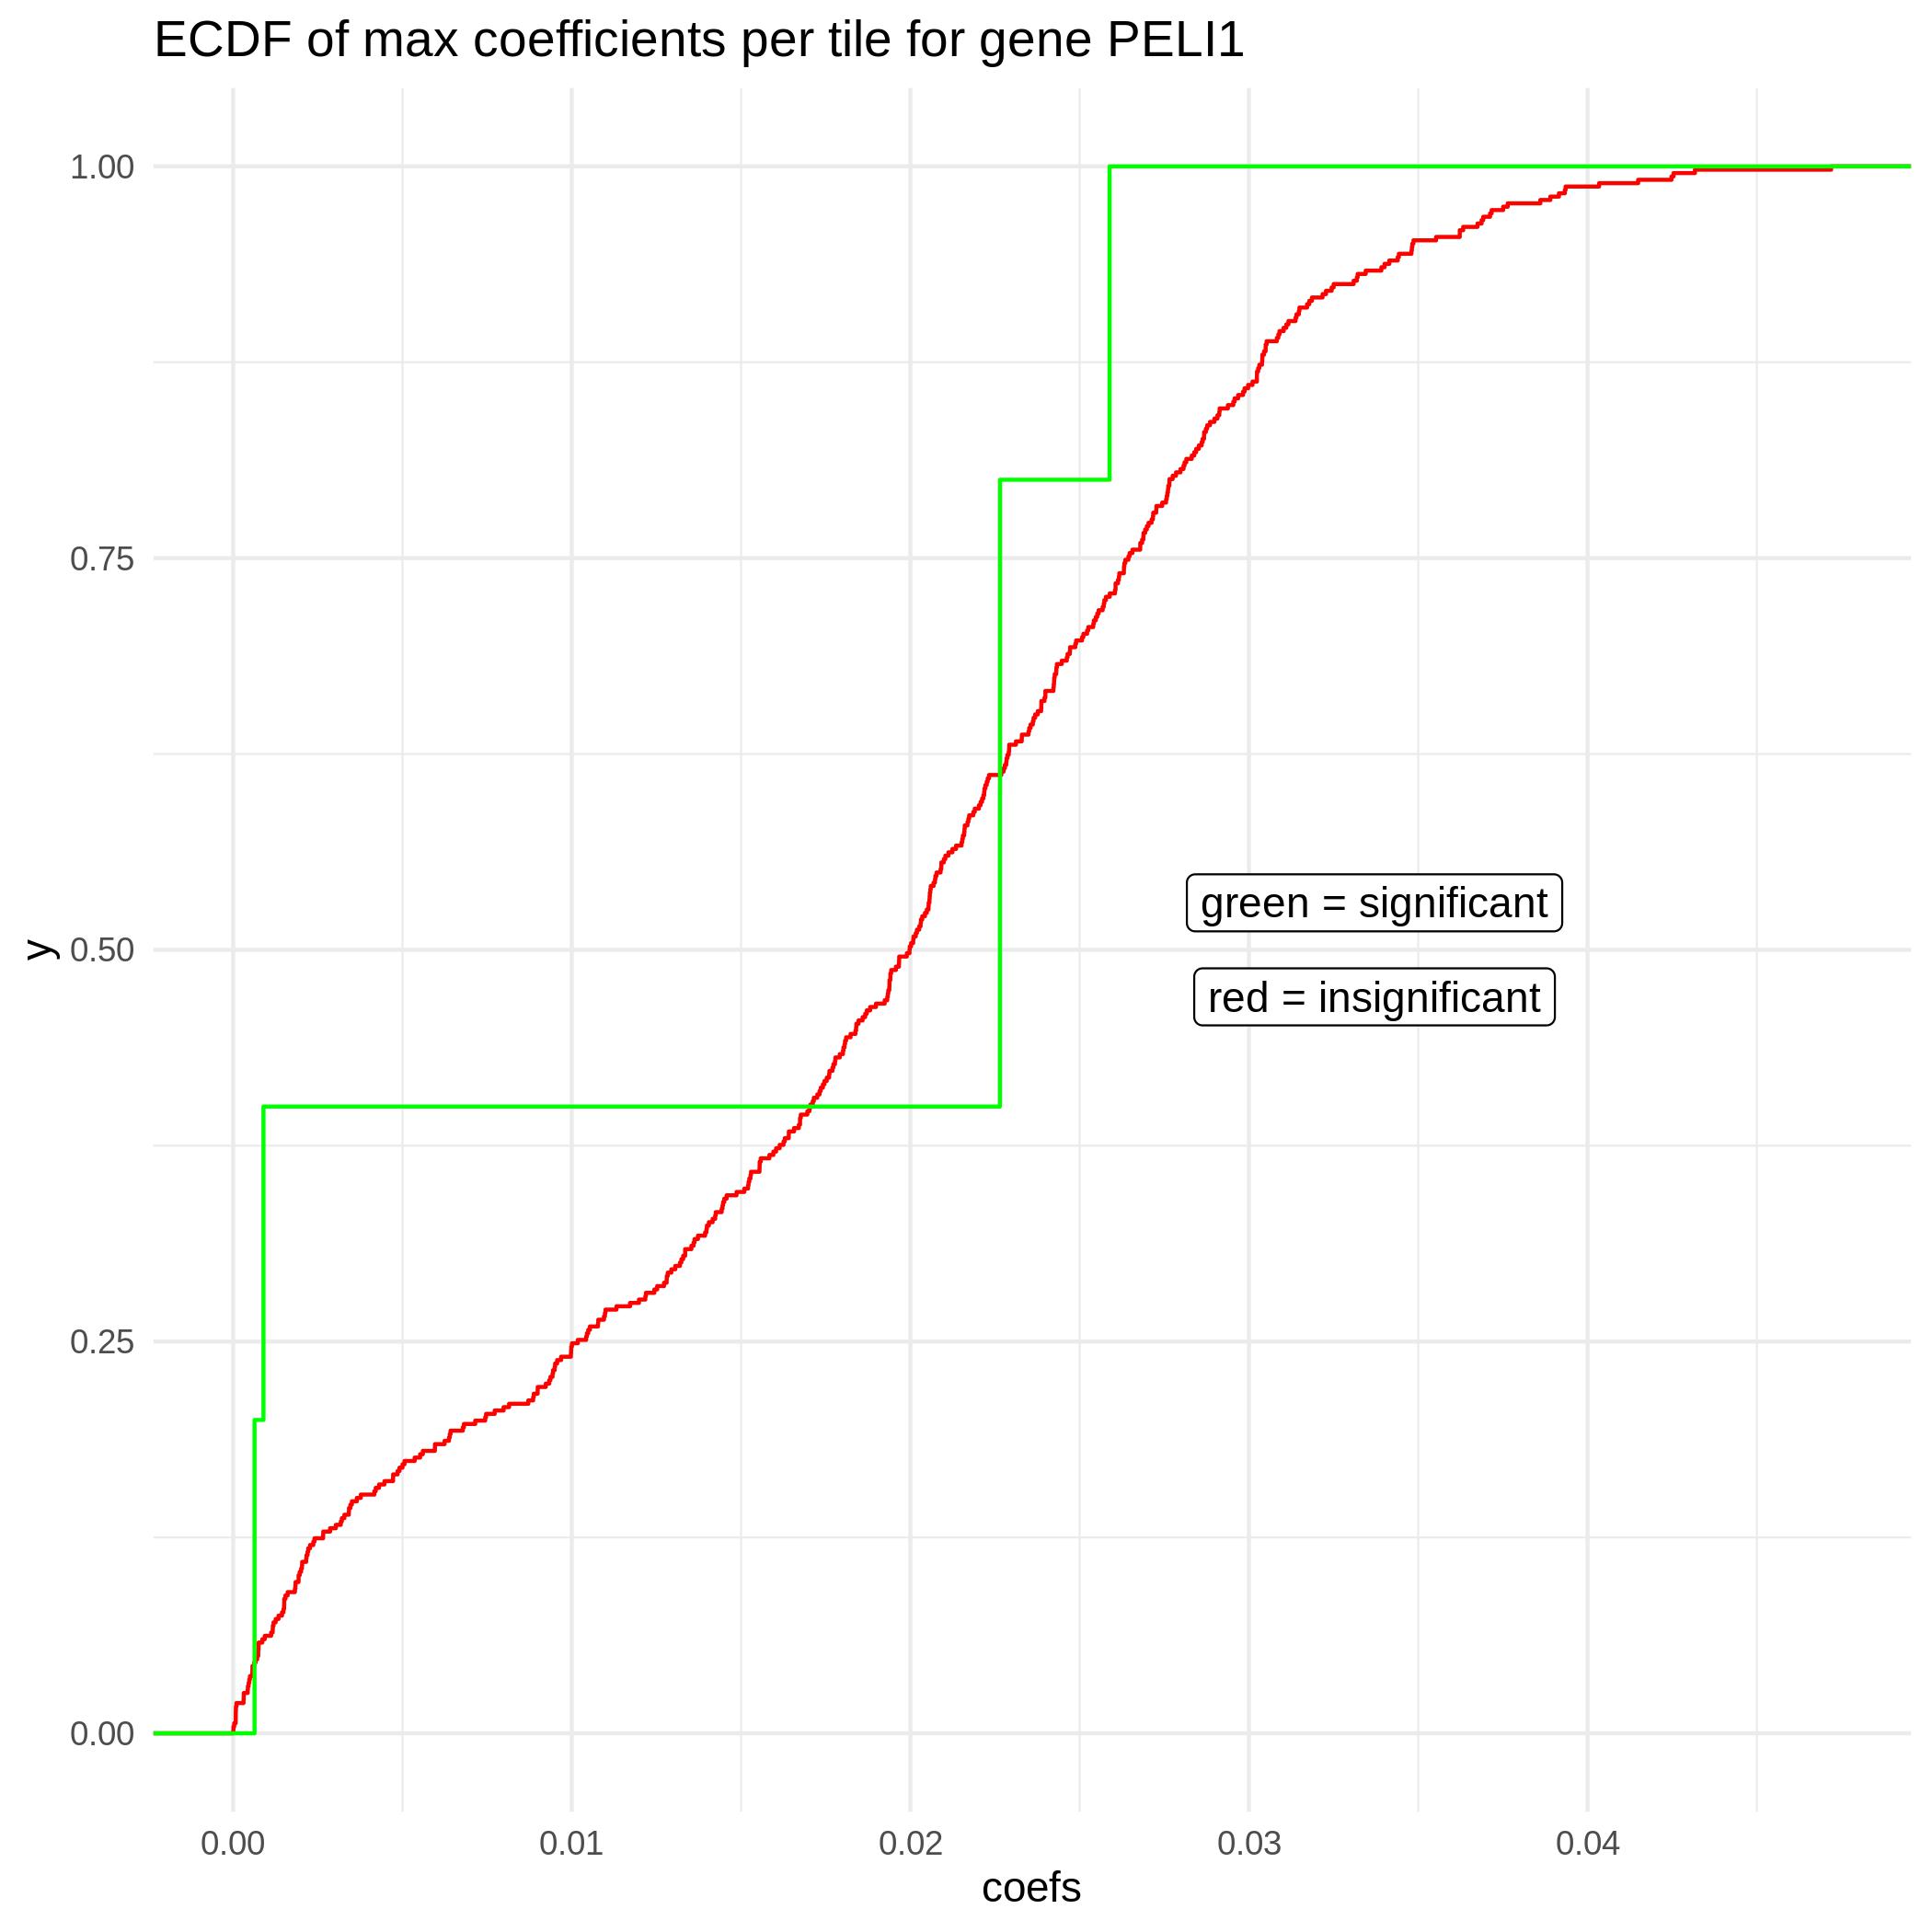 ECDF of max coefficients per tile for gene PELI1
1.00
0.75
y
0.50
0.25
0.00
green = significant
red = insignificant
0.00 0.01 0.02 0.03 0.04
coefs